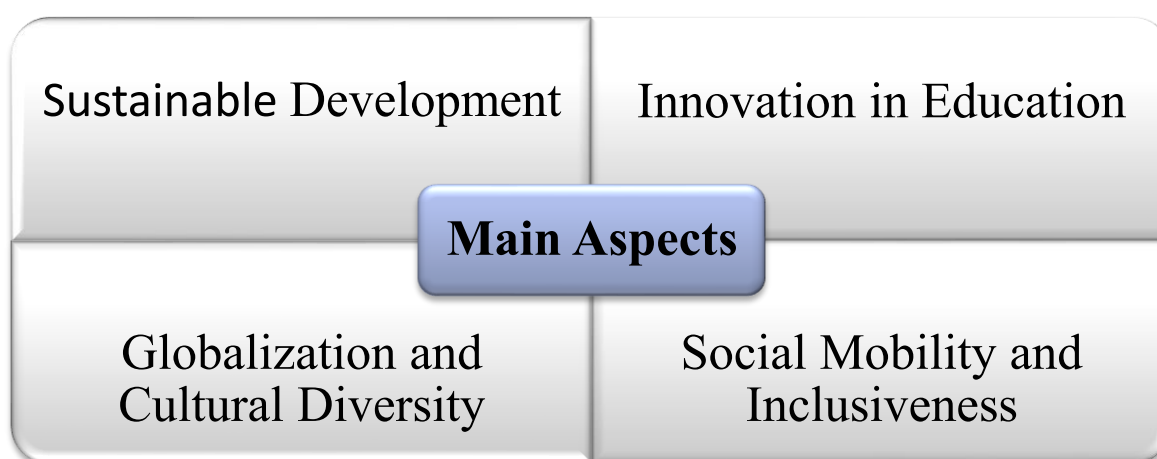 Sustainable Development
Innovation in Education
Main Aspects
Globalization and
Cultural Diversity
Social Mobility and
Inclusiveness